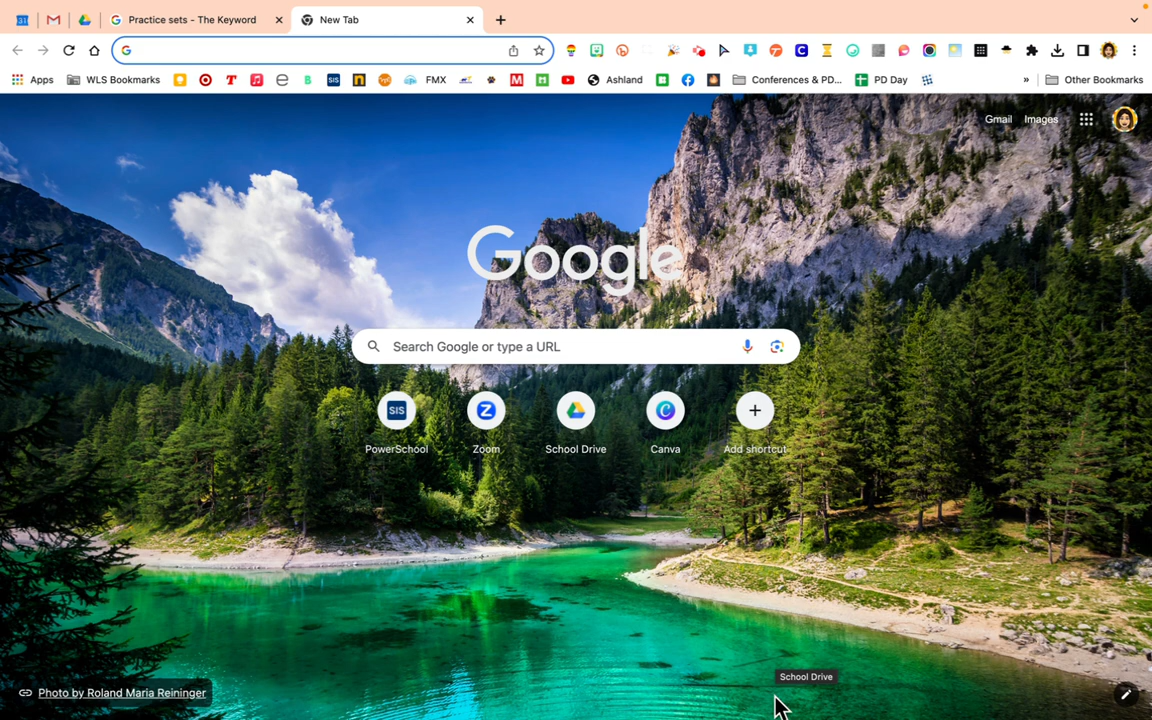 Practice sets - The Keyword
New Tab
Apps
WLS Bookmarks
FMX
Ashland
Conferences & PD...
PD Day
»
Other Bookmarks
Gmail
Images
Google
Search Google or type a URL
SIS
PowerSchool
Zoom
School Drive
Canva
Add shortcut
School Drive
Photo by Roland Maria Reininger